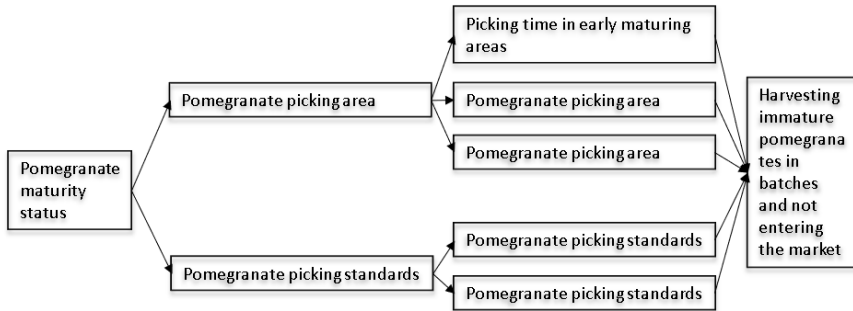 Pomegranate
maturity
status
Pomegranate picking area
Pomegranate picking standards
Picking time in early maturing
areas
Pomegranate picking area
Pomegranate picking area
Pomegranate picking standards
Pomegranate picking standards
Harvesting
immature
pomegrana
tes in
batches
and not
entering
the market